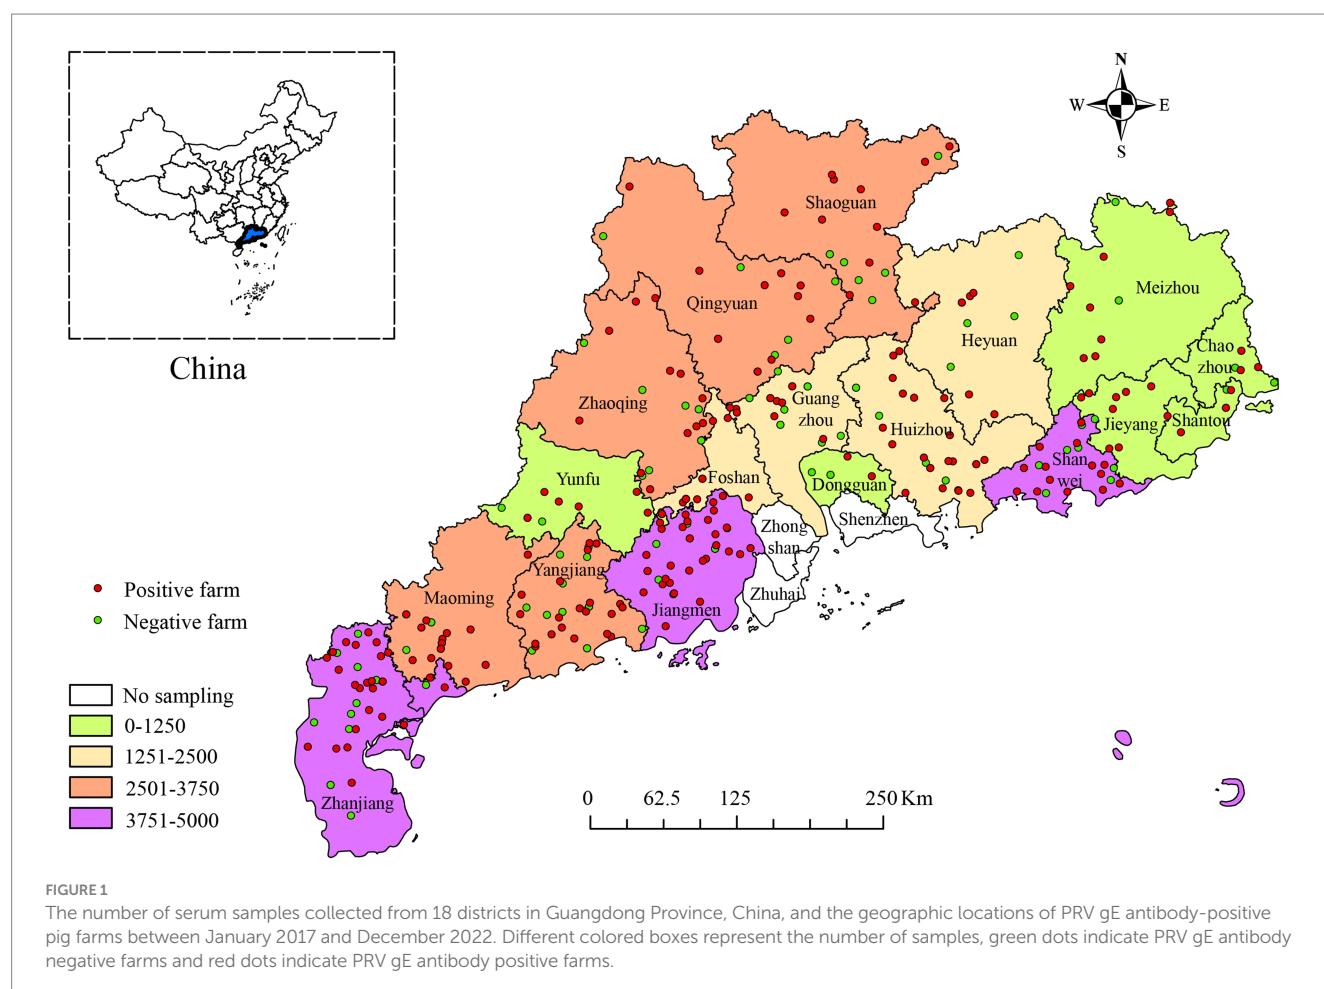 N
W E
S
China
Shaoguan
Qingyuan
Meizhou
Heyuan
Chao
zhou
Zhaoqing
Guang
zhou
Huizhou
Jieyang
Shantou
Shan
wei
Yunfu
Foshan
Dongguan
Zhong
shan
Shenzhen
Yangjiang
Maoming
Jiangmen
Zhuhai
Zhanjiang
Positive farm
Negative farm
No sampling
0-1250
1251-2500
2501-3750
3751-5000
0 62.5 125 250 Km
FIGURE 1
The number of serum samples collected from 18 districts in Guangdong Province, China, and the geographic locations of PRV gE antibody-positive
pig farms between January 2017 and December 2022. Different colored boxes represent the number of samples, green dots indicate PRV gE antibody
negative farms and red dots indicate PRV gE antibody positive farms.